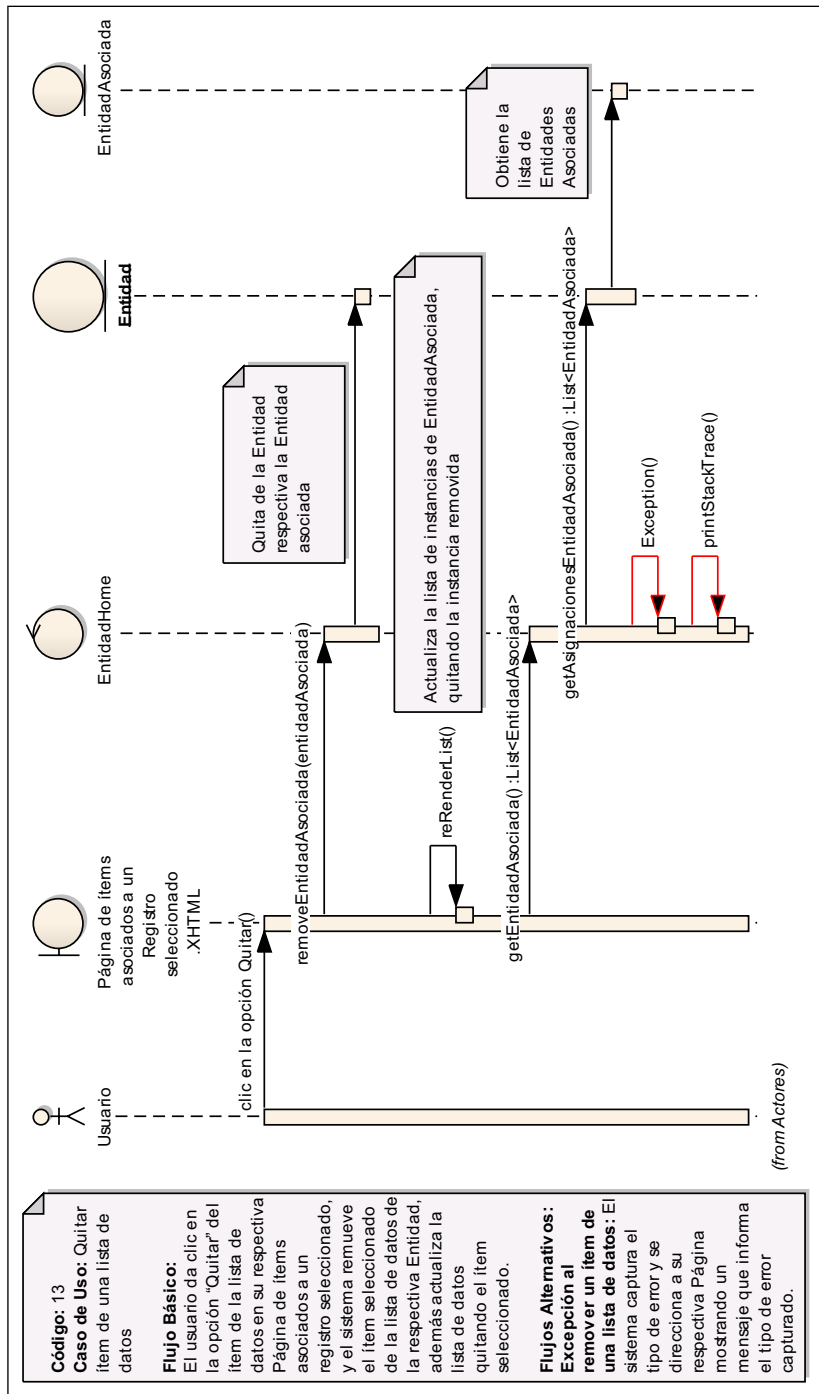 Código: 13
Caso de Uso: Quitar
ítem de una lista de
datos
Flujo Básico:
El usuario da clic en
la opción “Quitar” del
ítem de la lista de
datos en su respectiva
Página de ítems
asociados a un
registro seleccionado,
y el sistema remueve
el ítem seleccionado
de la lista de datos de
la respectiva Entidad,
además actualiza la
lista de datos
quitando el ítem
seleccionado.
Flujos Alternativos:
Excepción al
remover un ítem de
una lista de datos: El
sistema captura el
tipo de error y se
direcciona a su
respectiva Página
mostrando un
mensaje que informa
el tipo de error
capturado.
Usuario
Página de ítems
asociados a un
Registro
seleccionado
.XHTML
EntidadHome
Entidad
EntidadAsociada
clic en la opción Quitar()
removeEntidadAsociada(entidadAsociada)
Quita de la Entidad
respectiva la Entidad
asociada
reRenderList()
Actualiza la lista de instancias de EntidadAsociada,
quitando la instancia removida
getEntidadAsociada() :List<EntidadAsociada>
getAsignacionesEntidadAsociada() :List<EntidadAsociada>
Obtiene la
lista de
Entidades
Asociadas
Exception()
printStackTrace()
(from Actores)